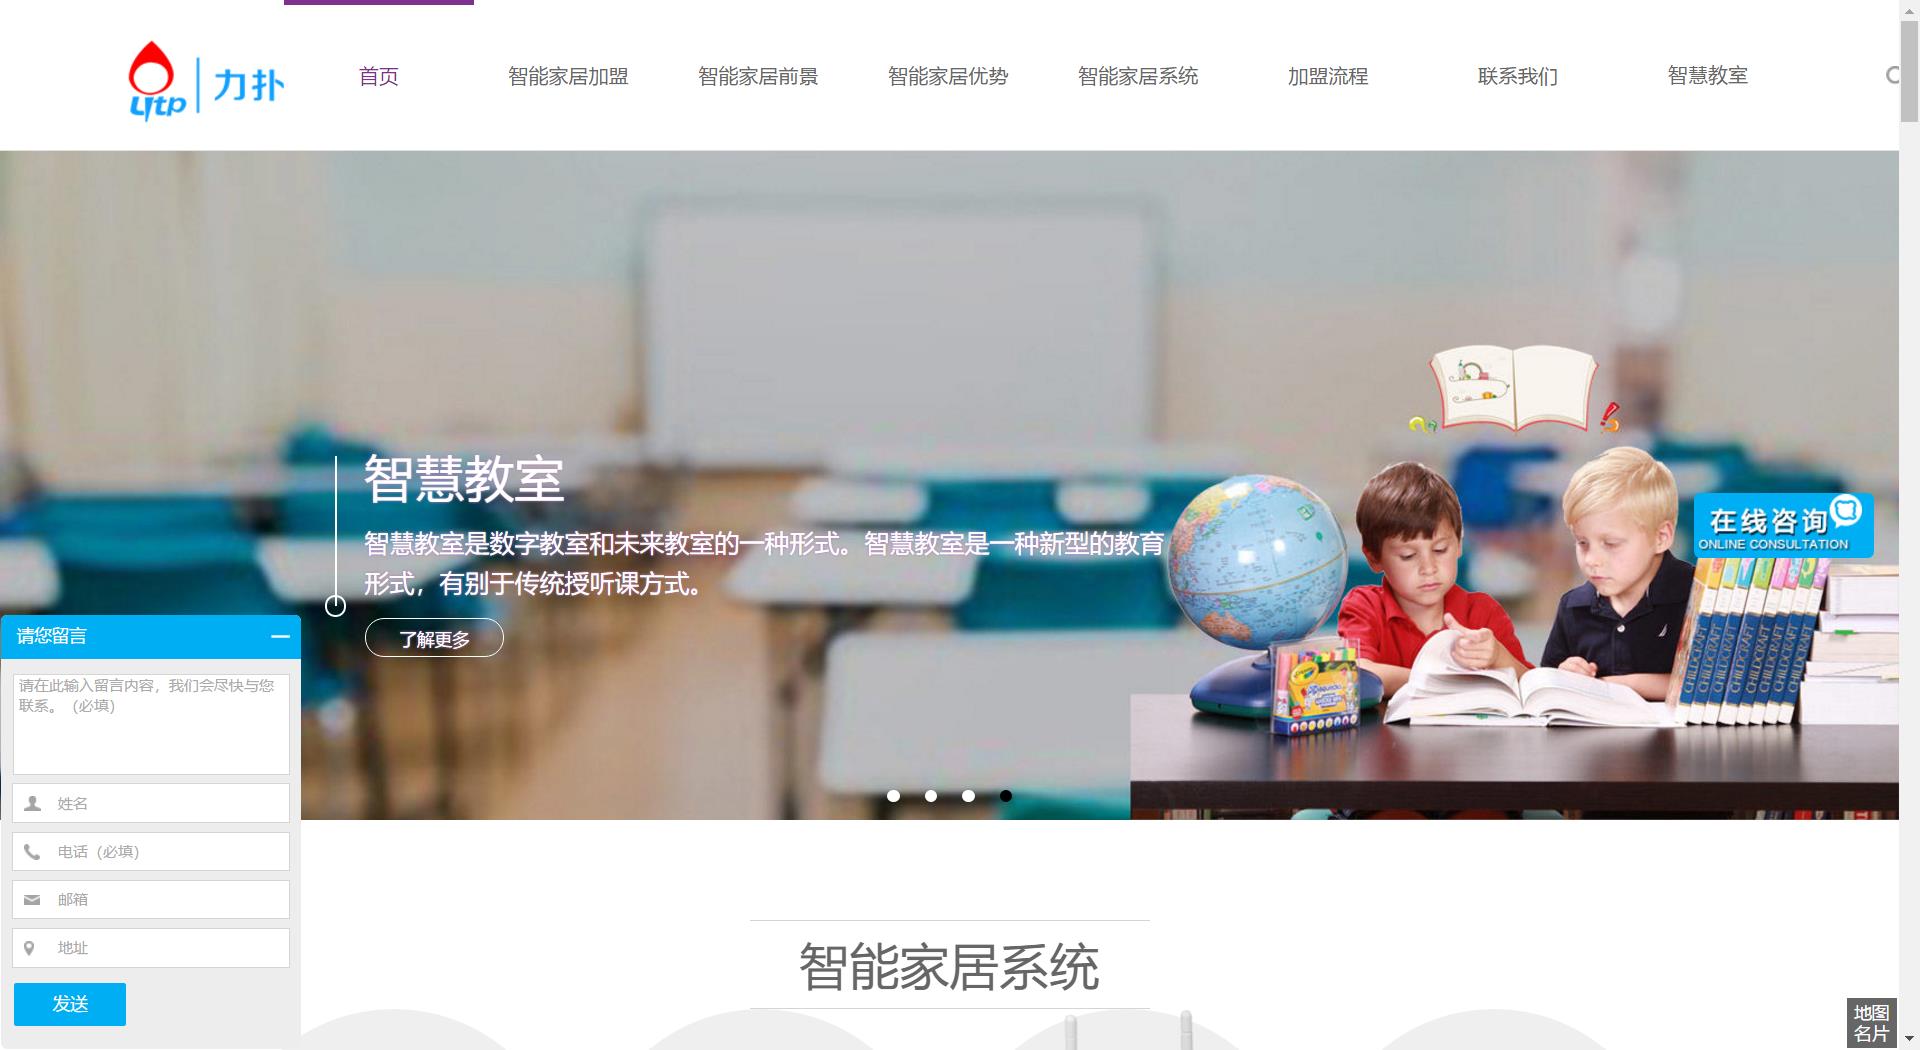 lytp 力扑
首页
智能家居加盟
智能家居前景
智能家居优势
智能家居系统
加盟流程
联系我们
智慧教室
智慧教室
智慧教室是数字教室和未来教室的一种形式。智慧教室是一种新型的教育
形式，有别于传统授听课方式。
了解更多
在线咨询
ONLINE CONSULTATION
CHILDCRAFT
CHILDCRAFT
CHILDCRAFT
CHILDCRAFT
Crayola
请您留言
请在此输入留言内容，我们会尽快与您
联系。（必填）
姓名
电话（必填）
邮箱
地址
发送
智能家居系统
地图
名片